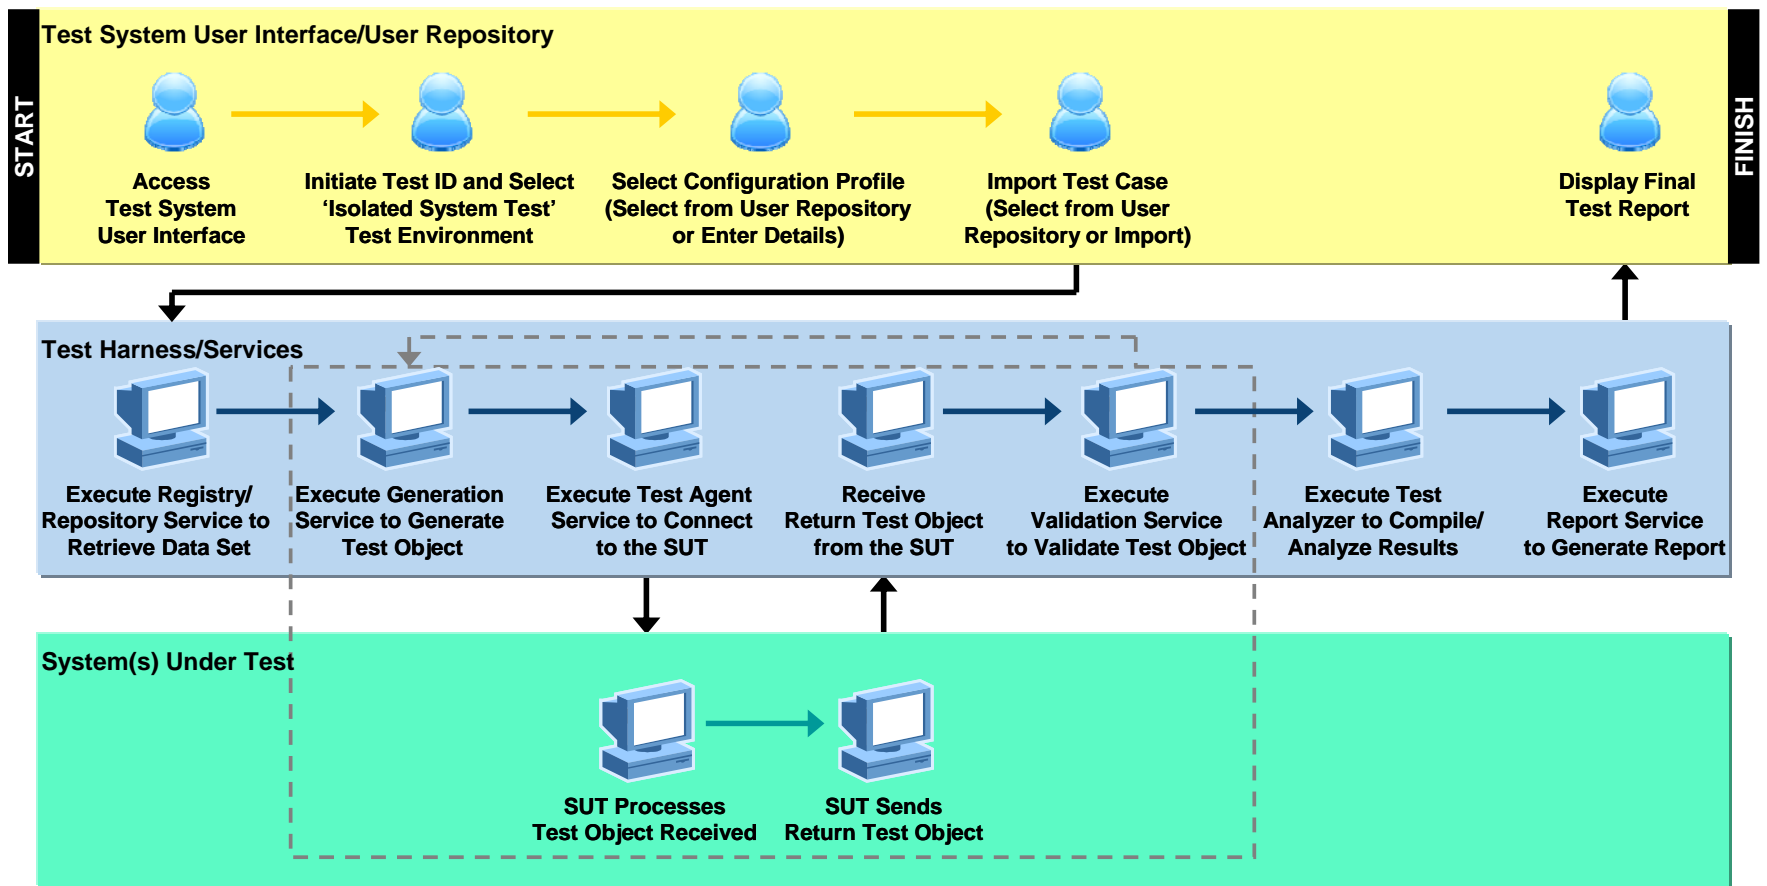 START
Test System User Interface/User Repository
Access
Test System
User Interface
Initiate Test ID and Select
‘Isolated System Test’
Test Environment
Select Configuration Profile
(Select from User Repository
or Enter Details)
Import Test Case
(Select from User
Repository or Import)
Display Final
Test Report
FINISH
Test Harness/Services
Execute Registry/
Repository Service to
Retrieve Data Set
Execute Generation
Service to Generate
Test Object
Execute Test Agent
Service to Connect
to the SUT
Receive
Return Test Object
from the SUT
Execute
Validation Service
to Validate Test Object
Execute Test
Analyzer to Compile/
Analyze Results
Execute
Report Service
to Generate Report
System(s) Under Test
SUT Processes
Test Object Received
SUT Sends
Return Test Object